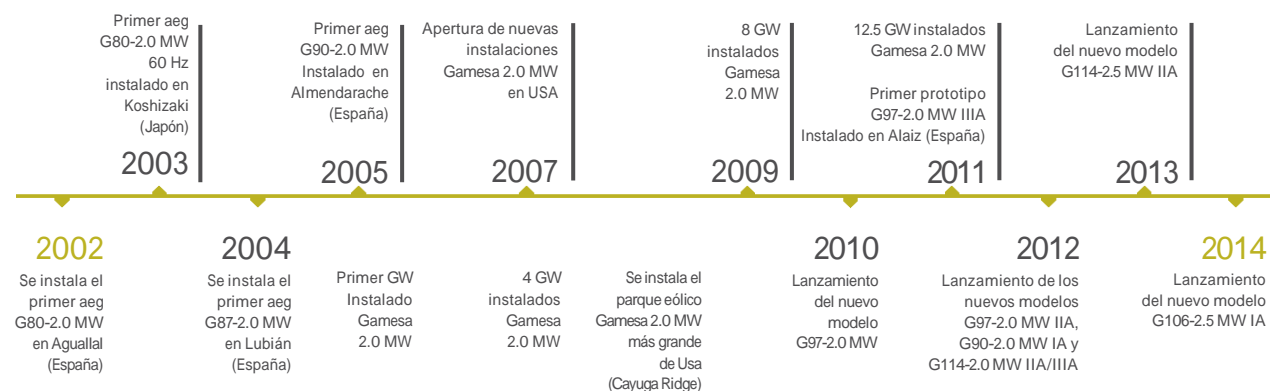 Primer aeg
G80-2.0 MW
60 Hz
instalado en
Koshizaki
(Japón)
2003
Primer aeg
G90-2.0 MW
Instalado en
Almendarache
(España)
2005
Apertura de nuevas
instalaciones
Gamesa 2.0 MW
en USA
2007
8 GW
instalados
Gamesa
2.0 MW
2009
12.5 GW instalados
Gamesa 2.0 MW
Primer prototipo
G97-2.0 MW IIIA
Instalado en Alaiz (España)
2011
Lanzamiento
del nuevo modelo
G114-2.5 MW IIA
2013
2002
Se instala el
primer aeg
G80-2.0 MW
en Aguallal
(España)
2004
Se instala el
primer aeg
G87-2.0 MW
en Lubián
(España)
Primer GW
Instalado
Gamesa
2.0 MW
4 GW
instalados
Gamesa
2.0 MW
Se instala el
parque eólico
Gamesa 2.0 MW
más grande
de Usa
(Cayuga Ridge)
2010
Lanzamiento
del nuevo
modelo
G97-2.0 MW
2012
Lanzamiento de los
nuevos modelos
G97-2.0 MW IIA,
G90-2.0 MW IA y
G114-2.0 MW IIA/IIIA
2014
Lanzamiento
del nuevo modelo
G106-2.5 MW IA